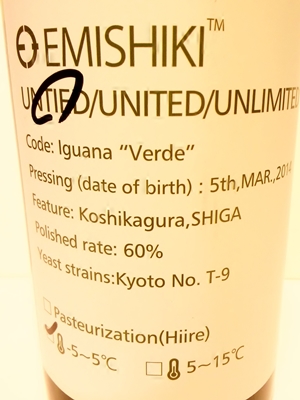 EMISHIKI™
UNTIED/UNITED/UNLIMITED
Code: Iguana “Verde”
Pressing (date of birth) : 5th,MAR.,2014
Feature: Koshikagura,SHIGA
Polished rate: 60%
Yeast strains:Kyoto No. T-9
Pasteurization(Hiire)
-5~5℃
5~15℃